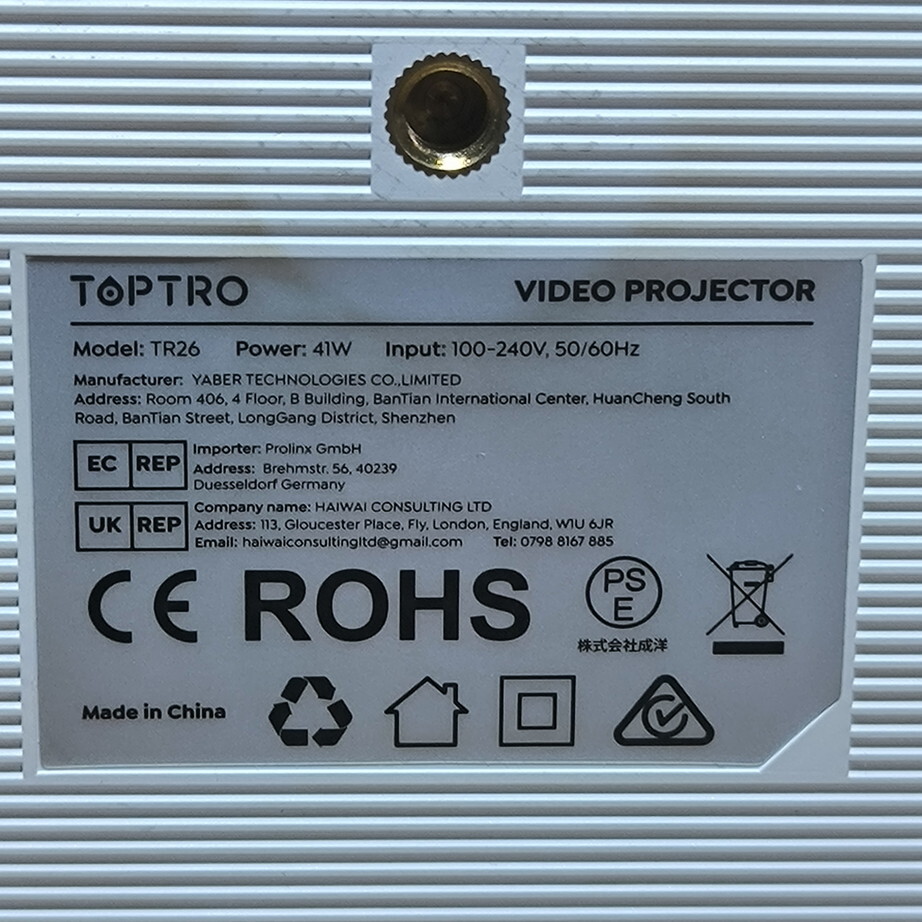 TOPTRO VIDEO PROJECTOR
Model: TR26 Power: 41W Input: 100-240V, 50/60Hz
Manufacturer: YABER TECHNOLOGIES CO.,LIMITED
Address: Room 406, 4 Floor, B Building, BanTian International Center, HuanCheng South
Road, BanTian Street, LongGang District, Shenzhen
EC REP Importer: Prolinx GmbH
Address: Brehmstr. 56, 40239
Duesseldorf Germany
UK REP Company name: HAIWAI CONSULTING LTD
Address: 113, Gloucester Place, Fly, London, England, W1U 6JR
Email: haiwaiconsultingltd@gmail.com Tel: 0798 8167 885
CE ROHS PS
E
株式会社成洋
Made in China